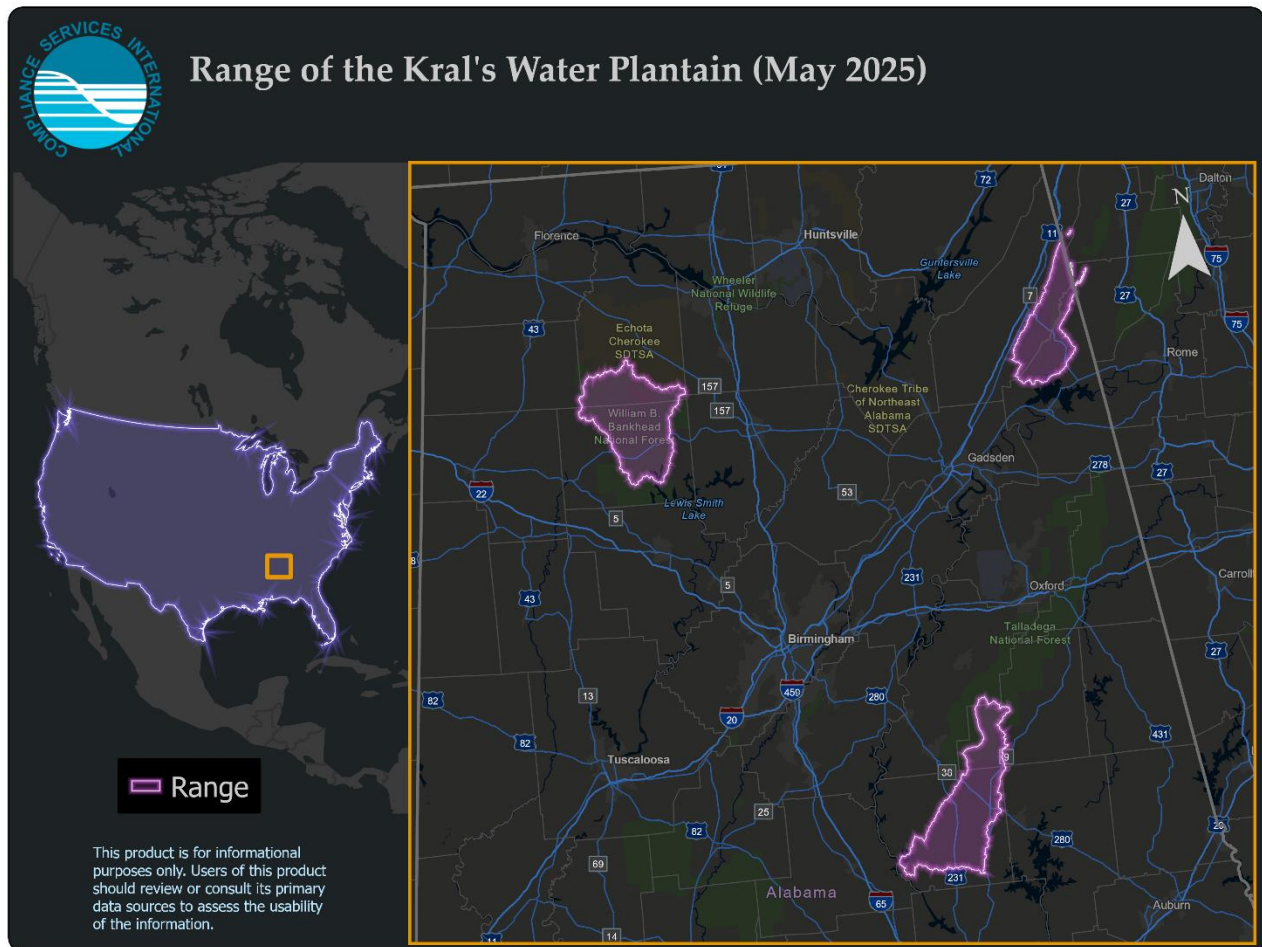 COMPLIANCE SERVICES INTERNATIONAL
Range of the Kral's Water Plantain (May 2025)
Range
This product is for informational
purposes only. Users of this product
should review or consult its primary
data sources to assess the usability
of the information.
72
Dalton
27
N
Florence
Huntsville
11
75
Guntersville
Lake
Wheeler
National Wildlife
Refuge
7
27
43
Echota
Cherokee
SDTSA
75
Rome
157
157
Cherokee Tribe
of Northeast
Alabama
SDTSA
William B.
Bankhead
National Forest
Gadsden
278
27
22
53
Lewis Smith
Lake
5
5
231
Oxford
Carroll
43
Talladega
National Forest
Birmingham
27
459
280
13
82
20
431
82
Tuscaloosa
38
9
25
82
280
231
69
Alabama
65
Auburn
14
11